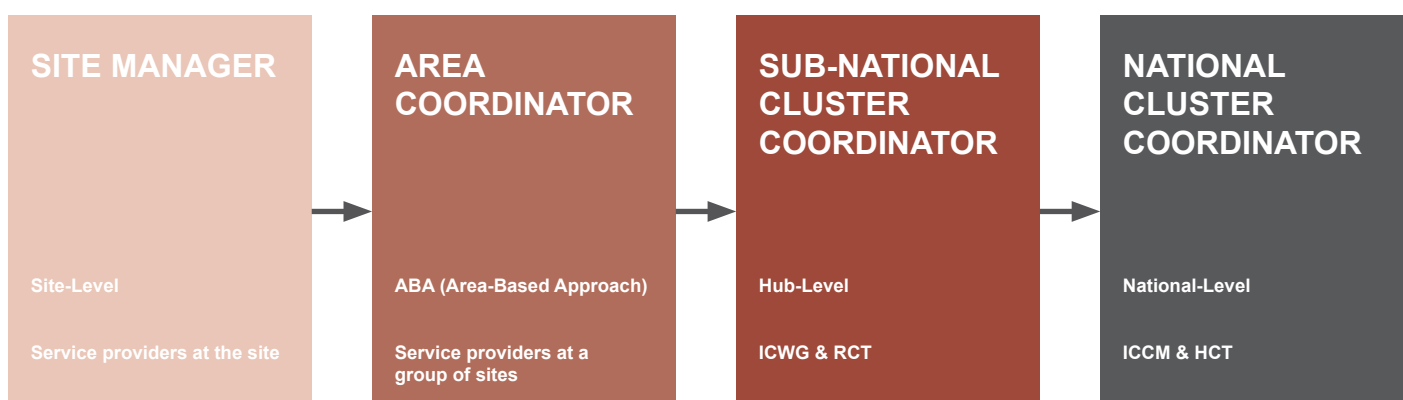 SITE MANAGER
Site-Level
Service providers at the site
AREA
COORDINATOR
ABA (Area-Based Approach)
Service providers at a
group of sites
SUB-NATIONAL
CLUSTER
COORDINATOR
Hub-Level
ICWG & RCT
NATIONAL
CLUSTER
COORDINATOR
National-Level
ICCM & HCT